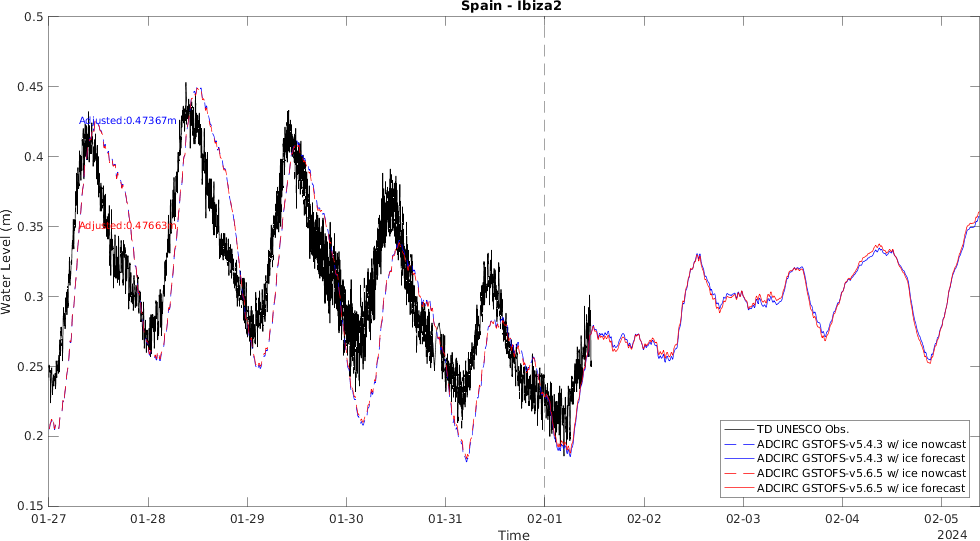 Spain - Ibiza2
0.5
0.45
0.4
0.35
0.3
0.25
0.2
0.15
Water Level (m)
Adjusted:0.47367m
Adjusted:0.47663m
TD UNESCO Obs.
ADCIRC GSTOFS-v5.4.3 w/ ice nowcast
ADCIRC GSTOFS-v5.4.3 w/ ice forecast
ADCIRC GSTOFS-v5.6.5 w/ ice nowcast
ADCIRC GSTOFS-v5.6.5 w/ ice forecast
01-27 01-28 01-29 01-30 01-31 02-01 02-02 02-03 02-04 02-05
Time
2024